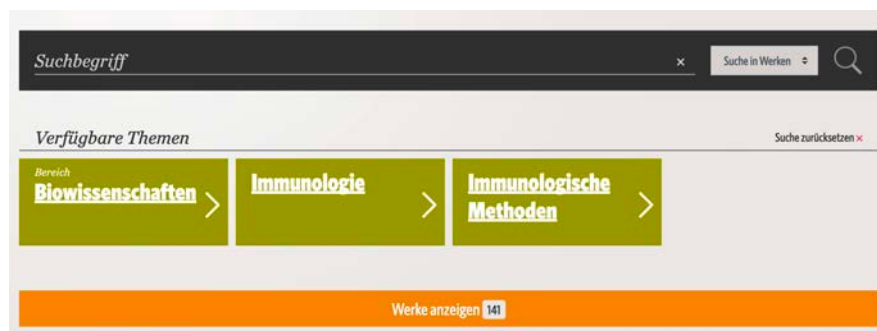 Suchbegriff
× Suche in Werken
Verfügbare Themen
Suche zurücksetzen ×
Bereich
Biowissenschaften
Immunologie
Immunologische
Methoden
Werke anzeigen 141